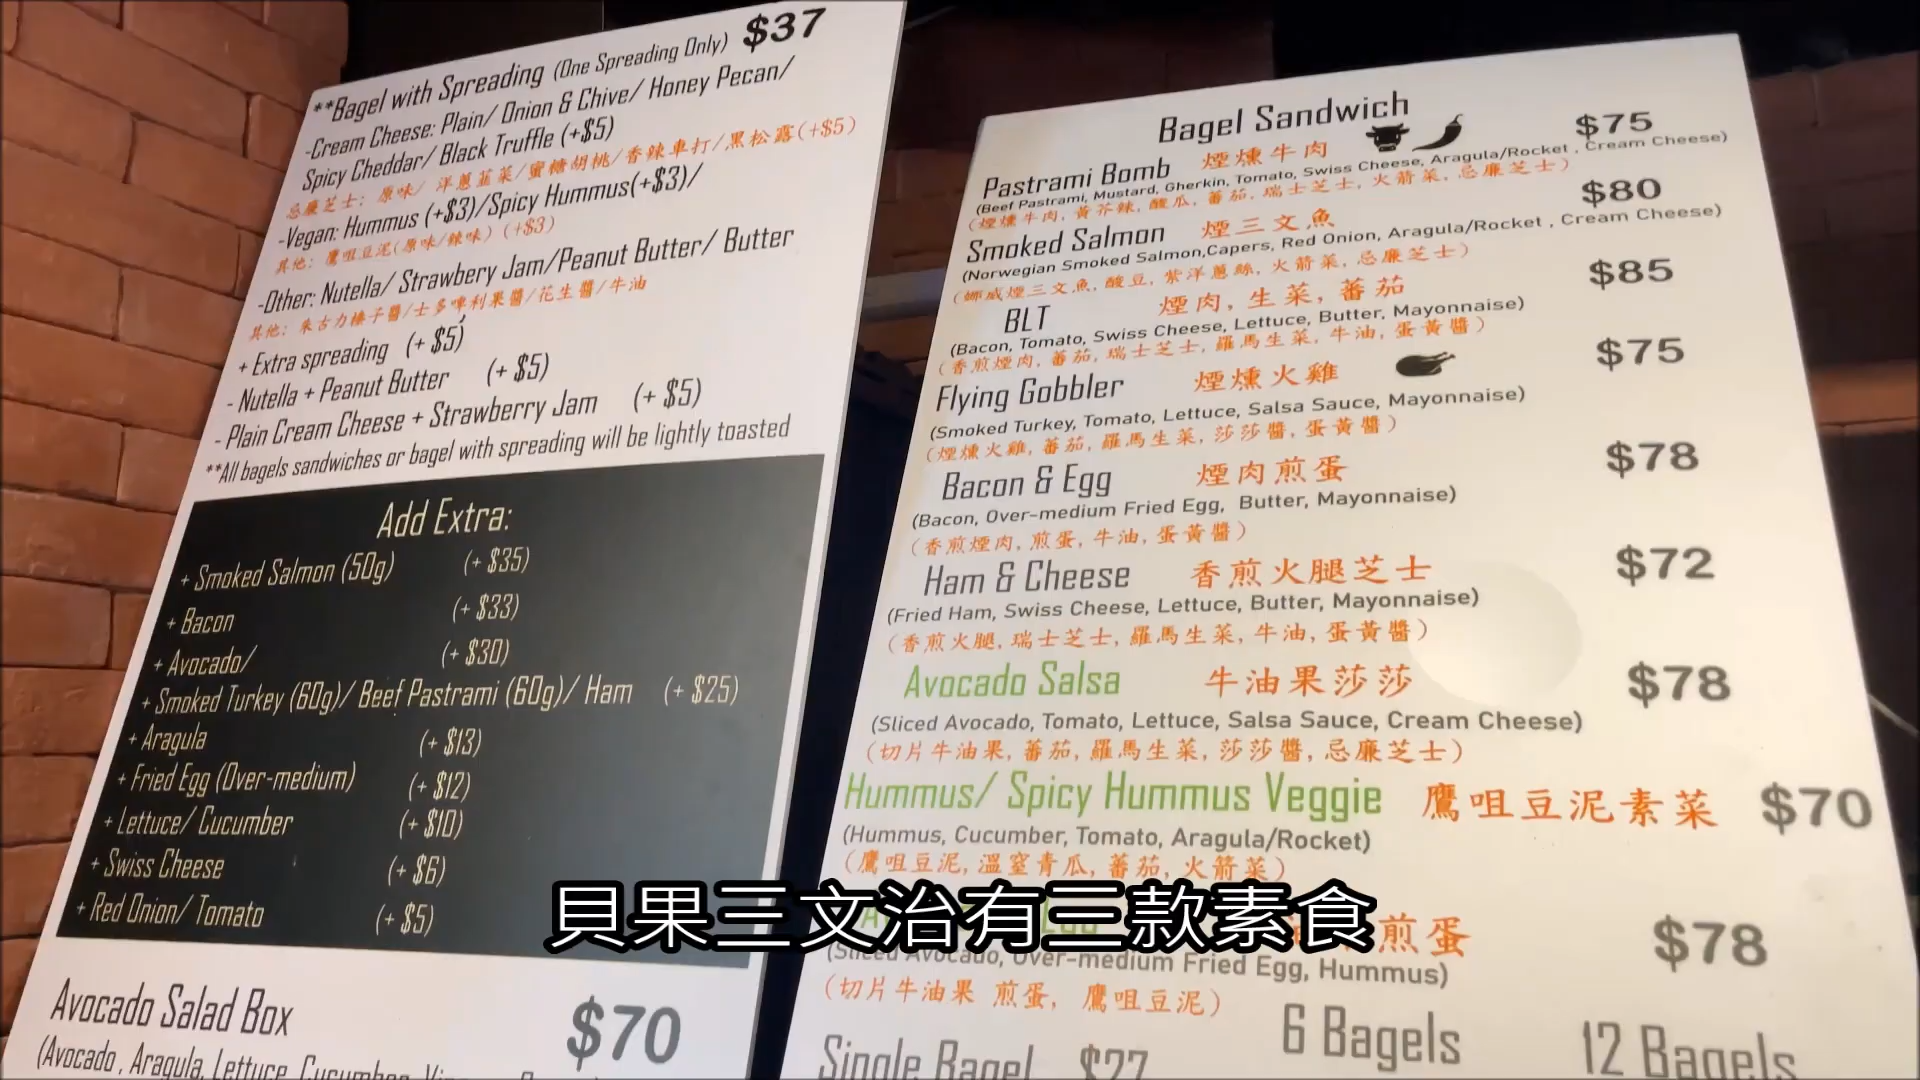 **Bagel with Spreading (One Spreading Only) $37
-Cream Cheese: Plain/ Onion & Chive/ Honey Pecan/
Spicy Cheddar/ Black Truffle (+$5)
忌廉芝士: 原味/ 洋蔥韮菜/蜜糖胡桃/香辣車打/黑松露(+$5)
-Vegan: Hummus (+$3)/Spicy Hummus(+$3)/
其他: 鷹咀豆泥(原味/辣味) (+$3)
-Other: Nutella/ Strawbery Jam/Peanut Butter/ Butter
其他: 朱古力榛子醬/士多啤利果醬/花生醬/牛油
+ Extra spreading (+ $5)
- Nutella + Peanut Butter (+ $5)
- Plain Cream Cheese + Strawberry Jam (+ $5)
**All bagels sandwiches or bagel with spreading will be lightly toasted
Add Extra:
+ Smoked Salmon (50g) (+ $35)
+ Bacon (+ $33)
+ Avocado/ (+ $30)
+ Smoked Turkey (60g)/ Beef Pastrami (60g)/ Ham (+ $25)
+ Aragula (+ $13)
+ Fried Egg (Over-medium) (+ $12)
+ Lettuce/ Cucumber (+ $10)
+ Swiss Cheese (+ $6)
+ Red Onion/ Tomato (+ $5)
Avocado Salad Box $70
(Avocado, Aragula, Lettuce, Cucumber,
Bagel Sandwich
Pastrami Bomb 煙燻牛肉 $75
(Beef Pastrami, Mustard, Gherkin, Tomato, Swiss Cheese, Aragula/Rocket , Cream Cheese)
(煙燻牛肉, 黃芥辣, 酸瓜, 蕃茄, 瑞士芝士, 火箭菜, 忌廉芝士)
Smoked Salmon 煙三文魚 $80
(Norwegian Smoked Salmon,Capers, Red Onion, Aragula/Rocket , Cream Cheese)
(挪威煙三文魚, 酸豆, 紫洋蔥絲, 火箭菜, 忌廉芝士)
BLT 煙肉, 生菜, 蕃茄 $85
(Bacon, Tomato, Swiss Cheese, Lettuce, Butter, Mayonnaise)
(香煎煙肉, 蕃茄, 瑞士芝士, 羅馬生菜, 牛油, 蛋黃醬)
Flying Gobbler 煙燻火雞 $75
(Smoked Turkey, Tomato, Lettuce, Salsa Sauce, Mayonnaise)
(煙燻火雞, 蕃茄, 羅馬生菜, 莎莎醬, 蛋黃醬)
Bacon & Egg 煙肉煎蛋 $78
(Bacon, Over-medium Fried Egg, Butter, Mayonnaise)
(香煎煙肉, 煎蛋, 牛油, 蛋黃醬)
Ham & Cheese 香煎火腿芝士 $72
(Fried Ham, Swiss Cheese, Lettuce, Butter, Mayonnaise)
(香煎火腿, 瑞士芝士, 羅馬生菜, 牛油, 蛋黃醬)
Avocado Salsa 牛油果莎莎 $78
(Sliced Avocado, Tomato, Lettuce, Salsa Sauce, Cream Cheese)
(切片牛油果, 蕃茄, 羅馬生菜, 莎莎醬, 忌廉芝士)
Hummus/ Spicy Hummus Veggie 鷹咀豆泥素菜 $70
(Hummus, Cucumber, Tomato, Aragula/Rocket)
(鷹咀豆泥, 溫室青瓜, 蕃茄, 火箭菜)
煎蛋 $78
(Sliced Avocado, Over-medium Fried Egg, Hummus)
(切片牛油果 煎蛋, 鷹咀豆泥)
Single Bagel $27 6 Bagels 12 Bagels
貝果三文治有三款素食